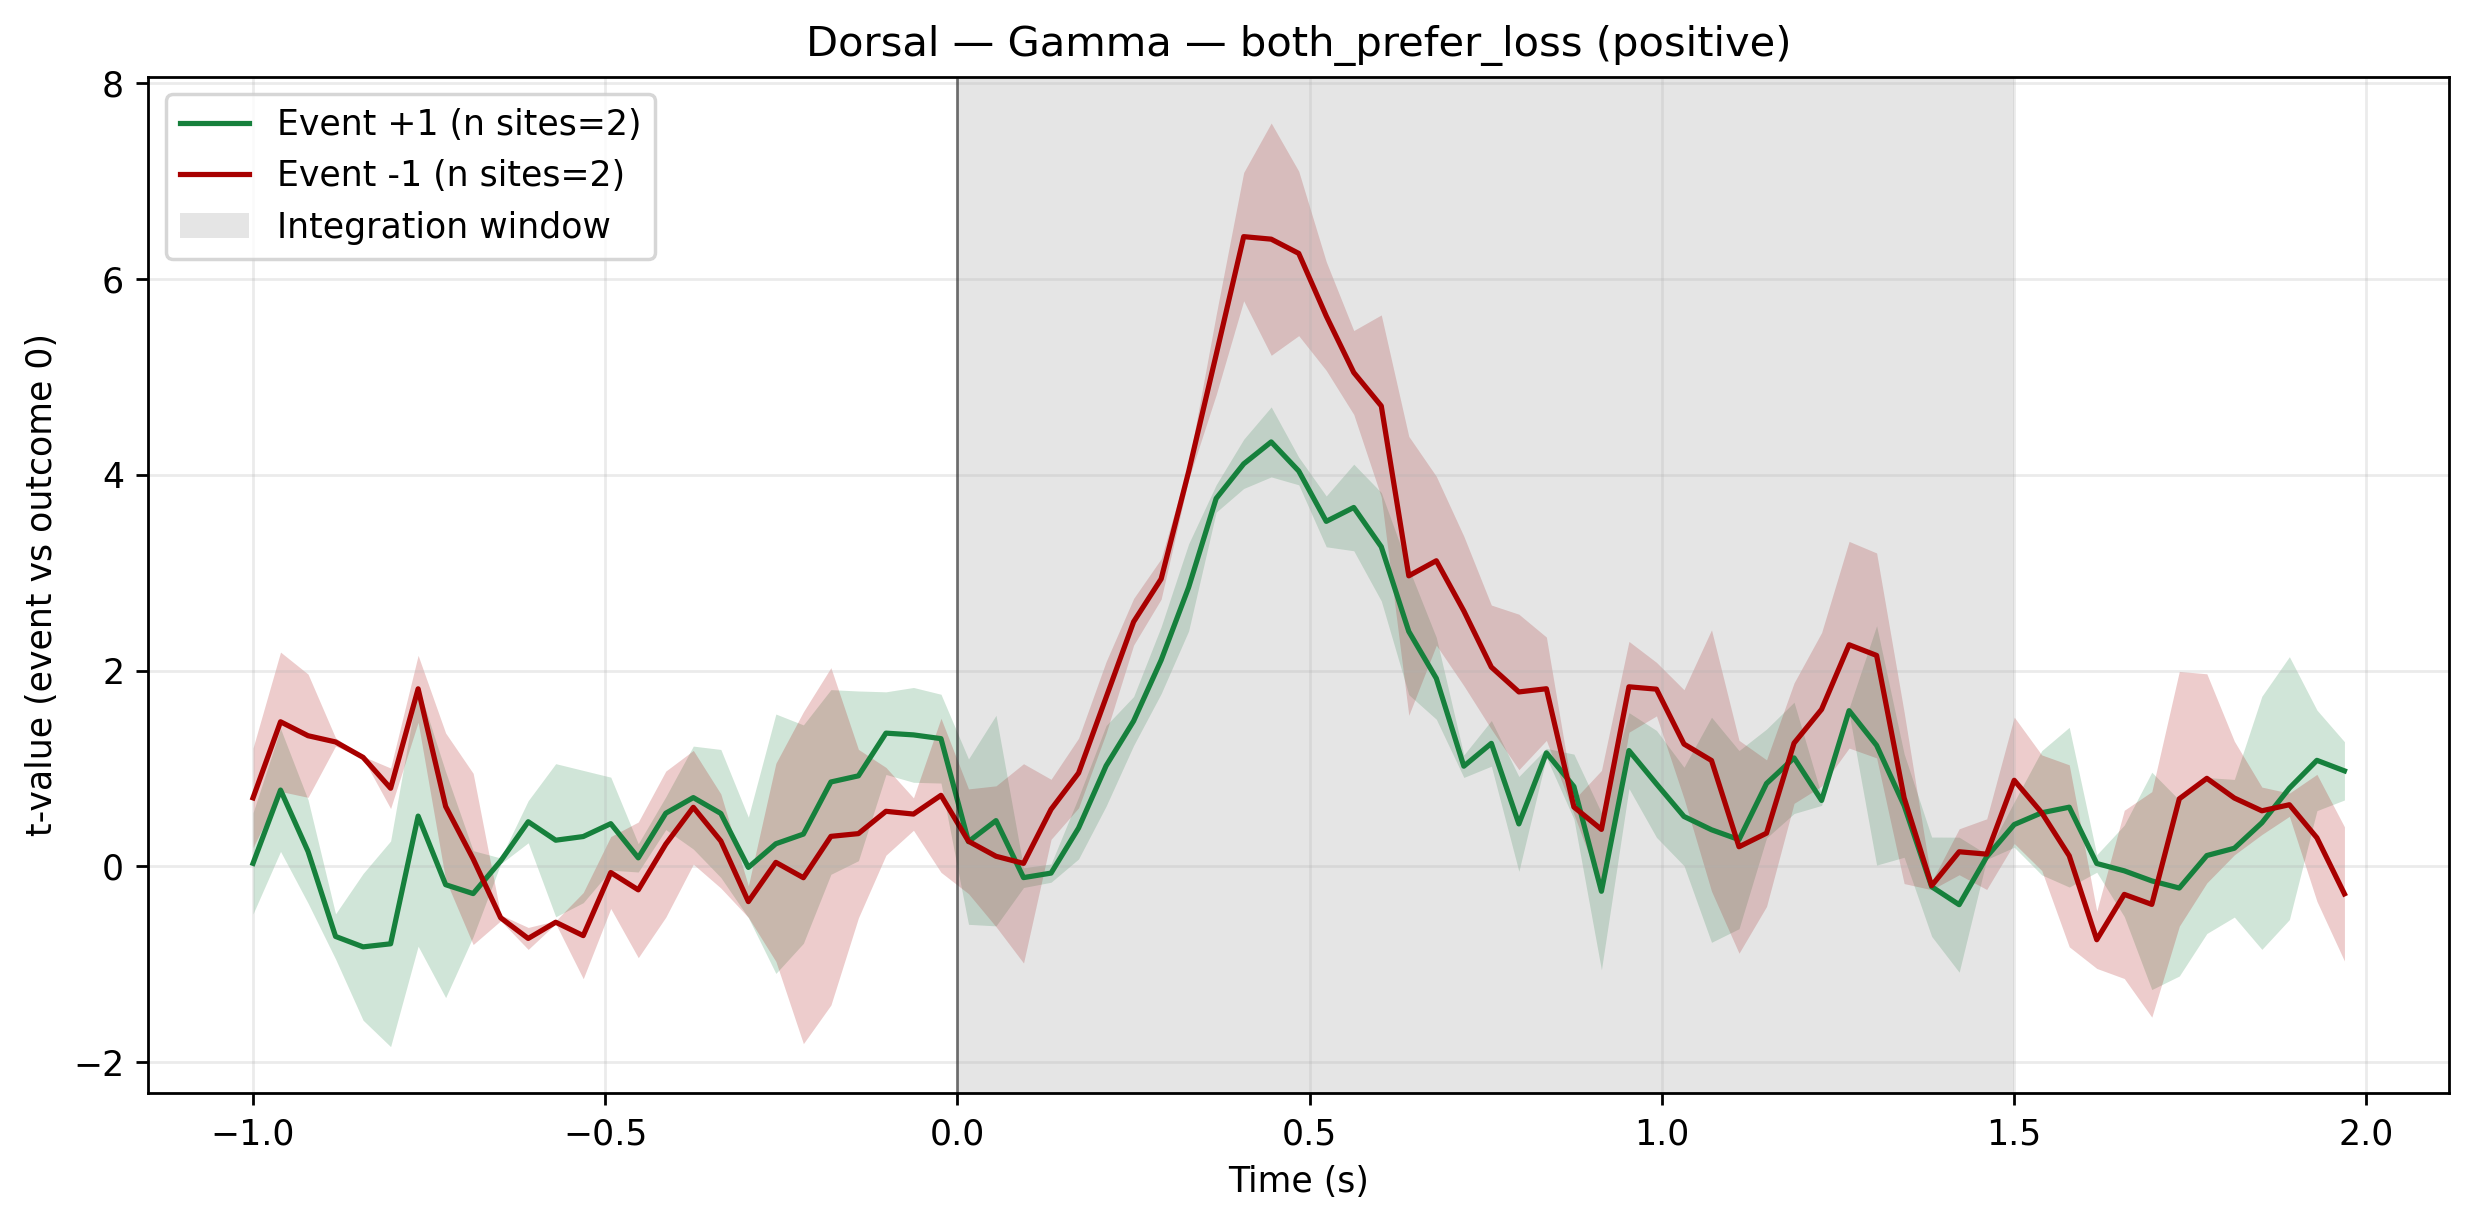 Dorsal — Gamma — both_prefer_loss (positive)
8
6
4
2
0
−2
t-value (event vs outcome 0)
Event +1 (n sites=2)
Event -1 (n sites=2)
Integration window
−1.0
−0.5
0.0
0.5
1.0
1.5
2.0
Time (s)